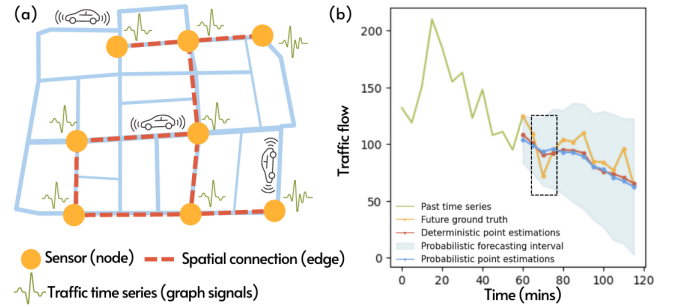 (a)
Sensor (node)
Spatial connection (edge)
Traffic time series (graph signals)
(b)
Traffic flow
200
150
100
50
0
Past time series
Future ground truth
Deterministic point estimations
Probabilistic forecasting interval
Probabilistic point estimations
0 20 40 60 80 100 120
Time (mins)